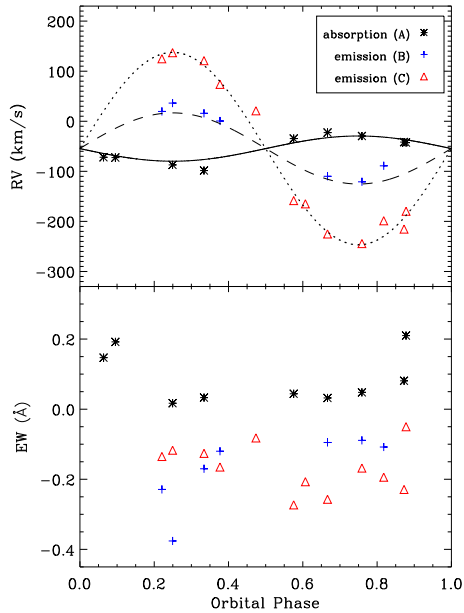 absorption (A)
emission (B)
emission (C)
200
100
0
-100
-200
-300
RV (km/s)
0.2
0.0
-0.2
-0.4
EW (Å)
0.0 0.2 0.4 0.6 0.8 1.0
Orbital Phase